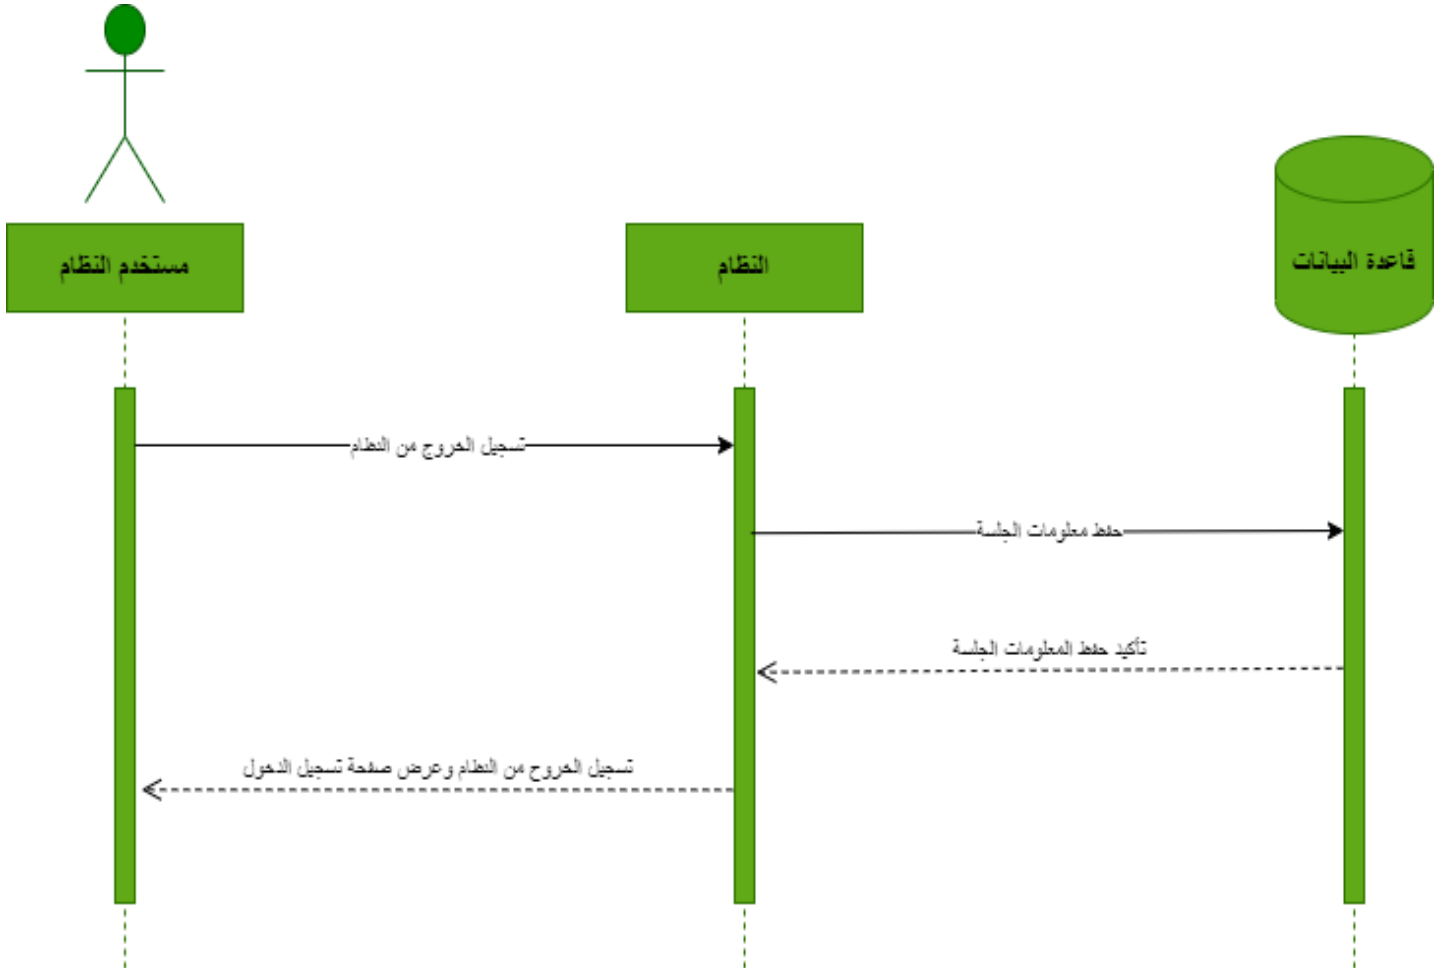 مستخدم النظام
النظام
قاعدة البيانات
تسجيل الخروج من النظام
حفظ معلومات الجلسة
تأكيد حفظ المعلومات الجلسة
تسجيل الخروج من النظام وعرض صفحة تسجيل الدخول